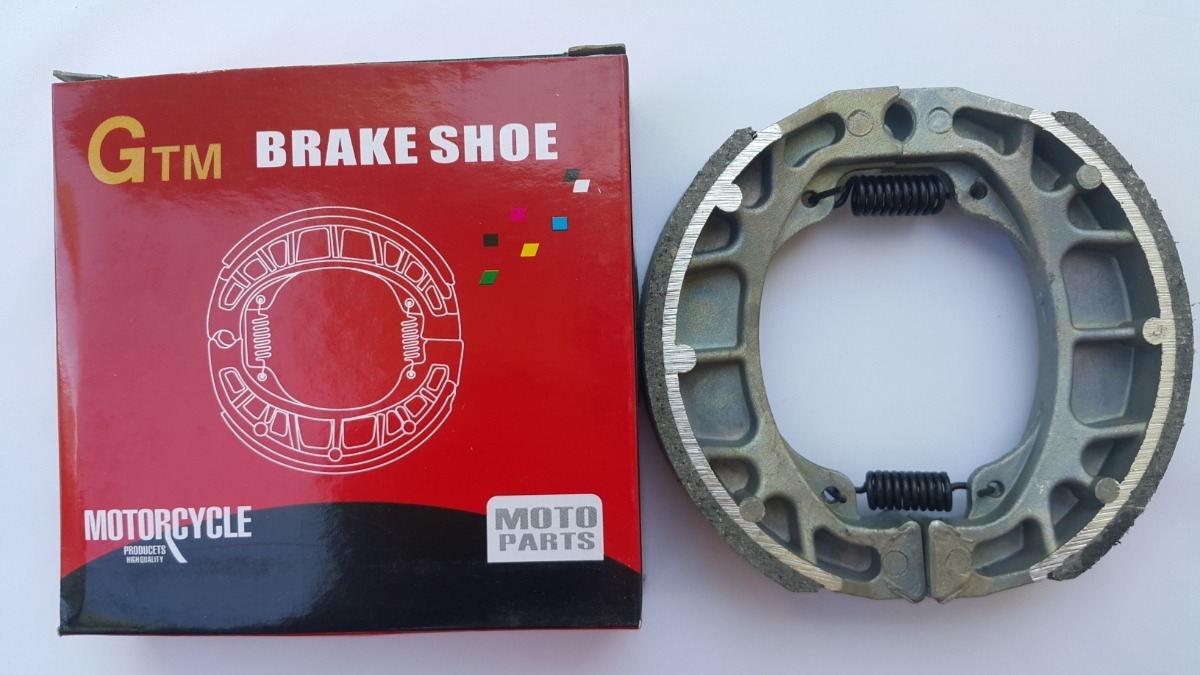 GTM BRAKE SHOE
MOTORCYCLE
PRODUCETS
HIGH QUALITY
MOTO
PARTS